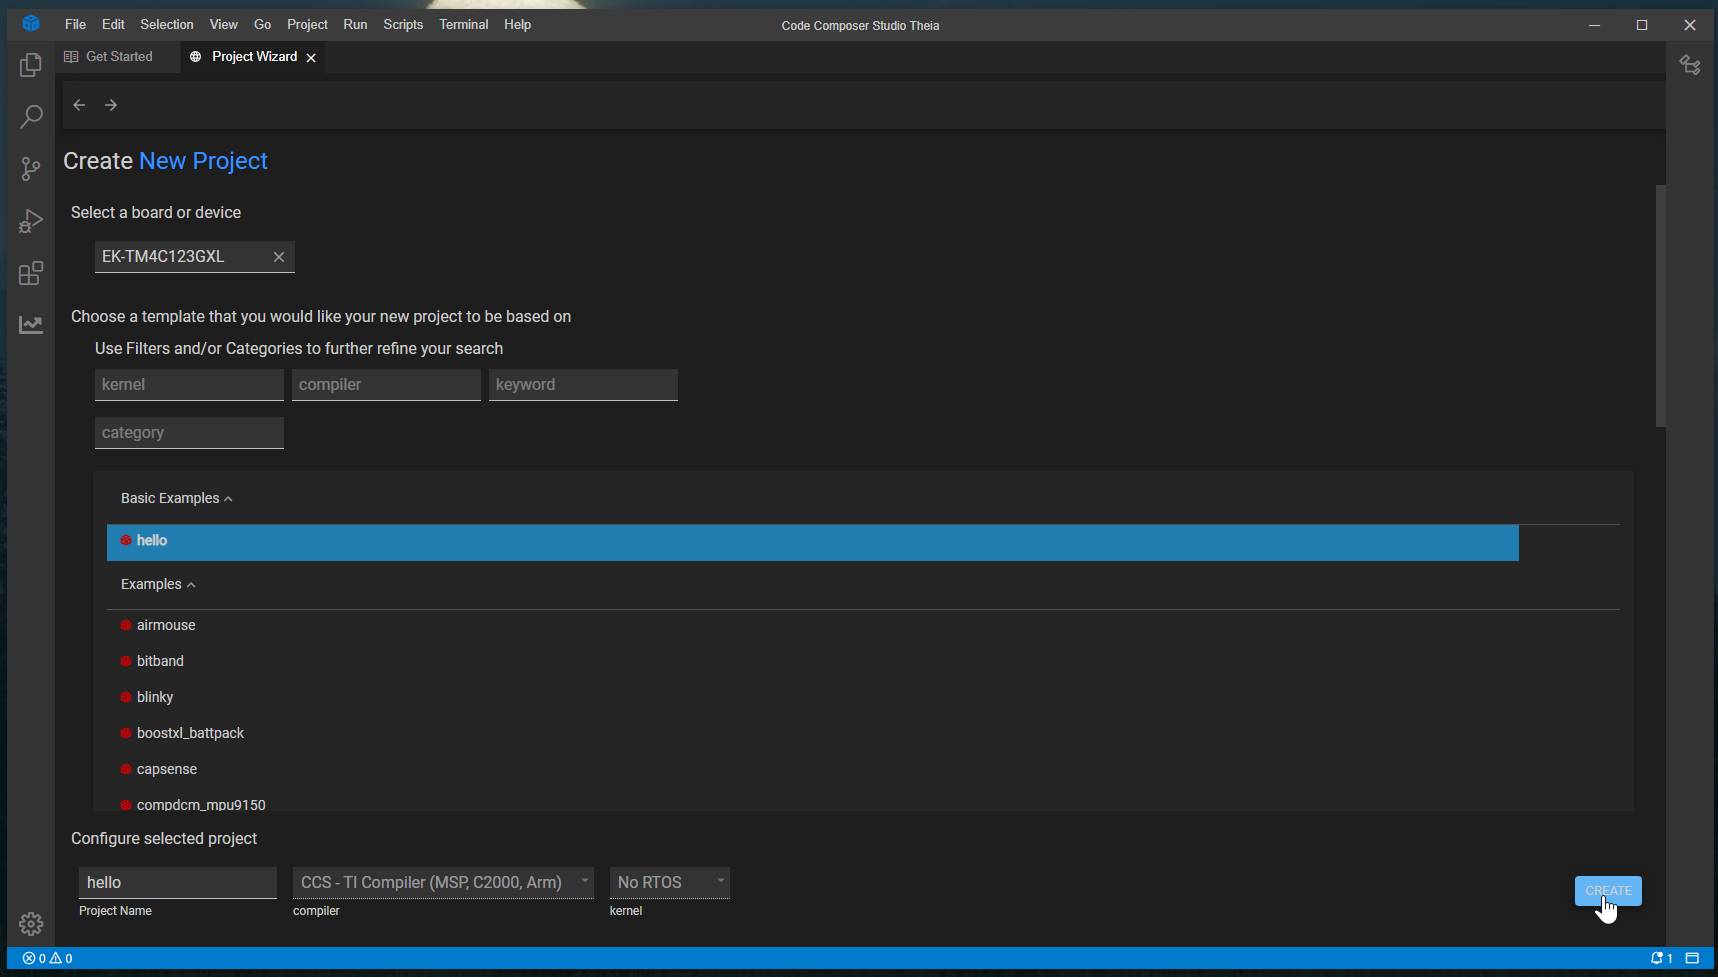 File Edit Selection View Go Project Run Scripts Terminal Help
Code Composer Studio Theia
Get Started
Project Wizard
Create New Project
Select a board or device
EK-TM4C123GXL
Choose a template that you would like your new project to be based on
Use Filters and/or Categories to further refine your search
kernel compiler keyword
category
Basic Examples
hello
Examples
airmouse
bitband
blinky
boostxl_battpack
capsense
compdcm_mpu9150
Configure selected project
hello CCS - TI Compiler (MSP, C2000, Arm) No RTOS
CREATE
Project Name compiler kernel
0 0 1